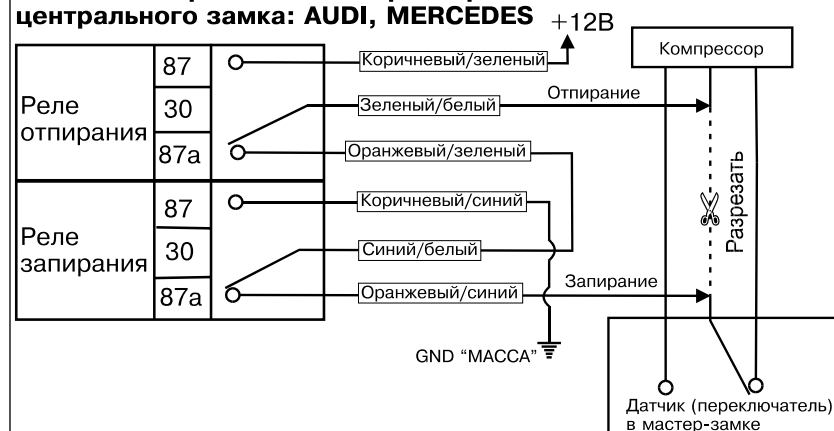 центрального замка: AUDI, MERCEDES
+12В
Компрессор
Реле
отпирания
87
30
87а
Коричневый/зеленый
Зеленый/белый
Отпирание
Оранжевый/зеленый
Разрезать
Реле
запирания
87
30
87а
Коричневый/синий
Синий/белый
Оранжевый/синий
Запирание
GND “МАССА”
Датчик (переключатель)
в мастер-замке